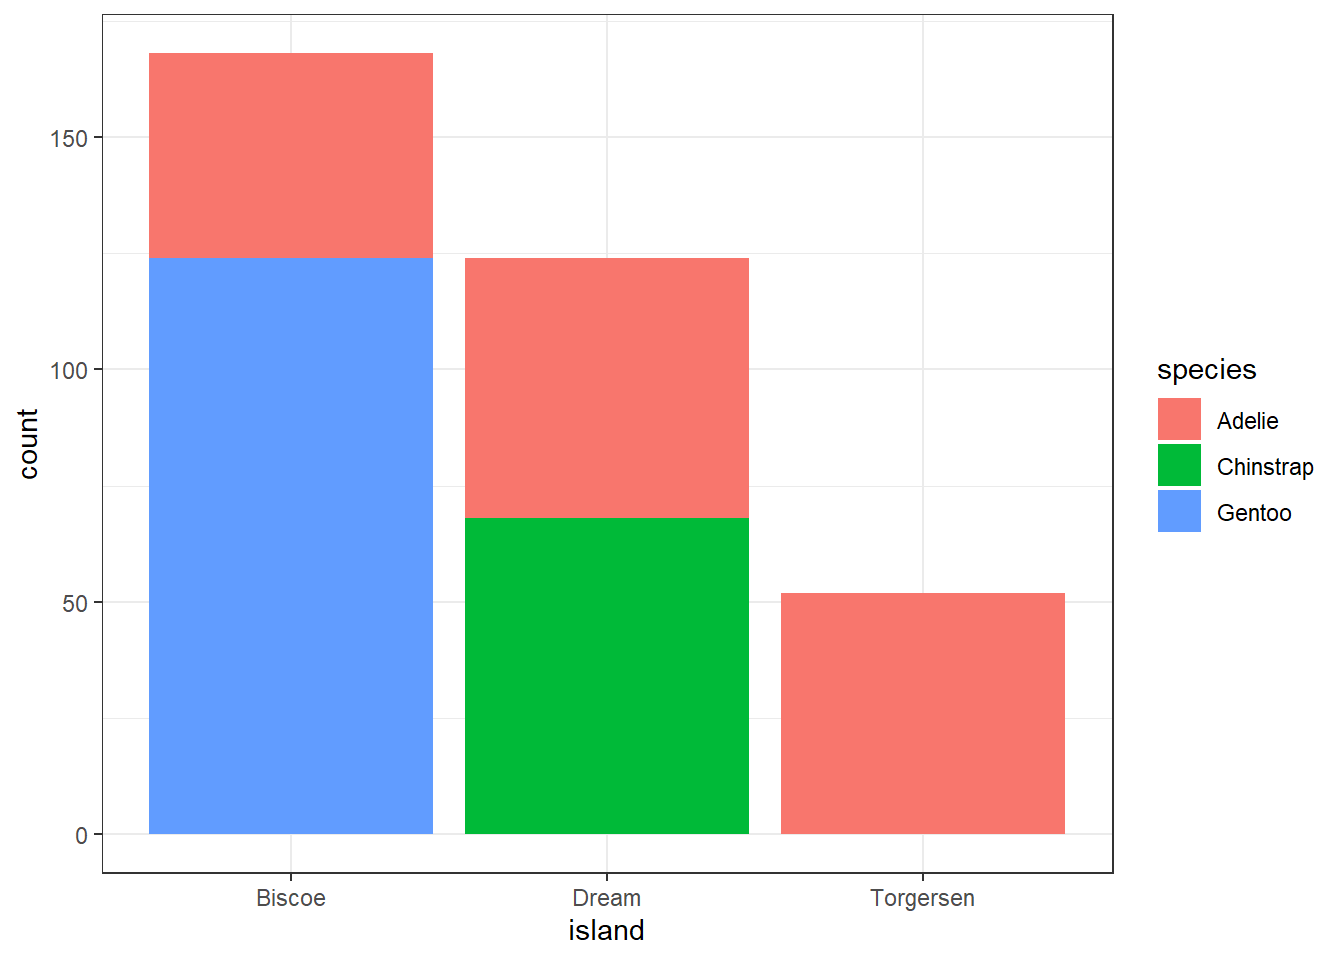 150
100
50
0
count
Biscoe
Dream
Torgersen
island
species
Adelie
Chinstrap
Gentoo